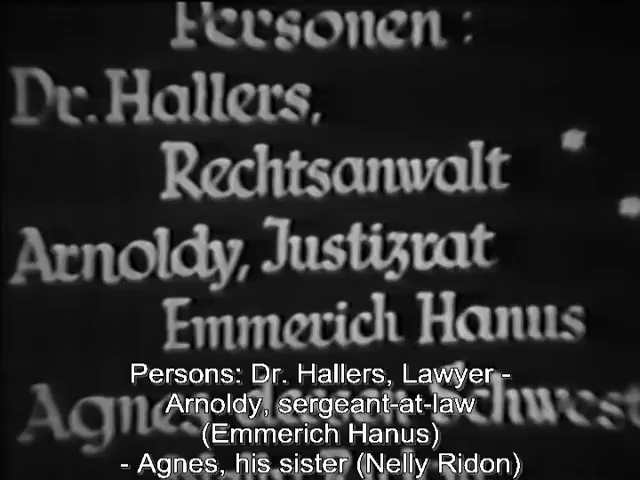 Personen:
Dr. Hallers,
Rechtsanwalt
Arnoldy, Justizrat
Emmerich Hanus
Agnes
Persons: Dr. Hallers, Lawyer -
Arnoldy, sergeant-at-law
(Emmerich Hanus)
- Agnes, his sister (Nelly Ridon)